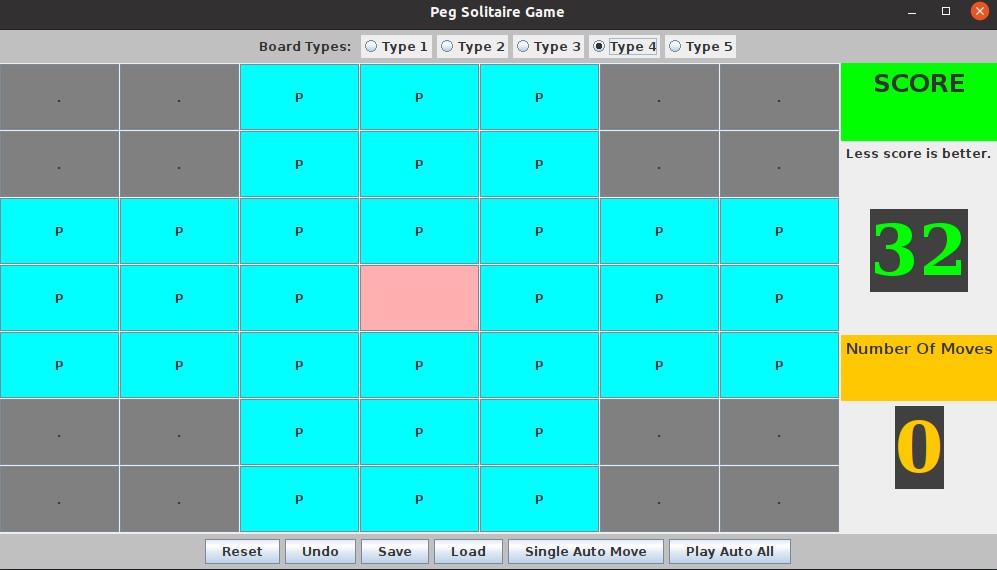 Peg Solitaire Game
Board Types: Type 1 Type 2 Type 3 Type 4 Type 5
. . P P P . .
. . P P P . .
P P P P P P P
P P P P P P
P P P P P P P
. . P P P . .
. . P P P . .
SCORE
Less score is better.
32
Number Of Moves
0
Reset Undo Save Load Single Auto Move Play Auto All